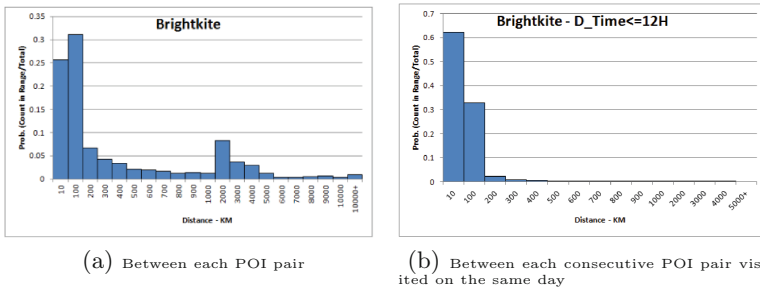 Brightkite
0.35
0.3
0.25
0.2
0.15
0.1
0.05
0
Prob. (Count in Range/Total)
10 100 200 300 400 500 600 700 800 900 1000 2000 3000 4000 5000 6000 7000 8000 9000 10000 10000+
Distance - KM
(a) Between each POI pair
Brightkite - D_Time<=12H
0.7
0.6
0.5
0.4
0.3
0.2
0.1
0
Prob. (Count in Range/Total)
10 100 200 300 400 500 600 700 800 900 1000 2000 3000 4000 5000+
Distance - KM
(b) Between each consecutive POI pair vis
ited on the same day